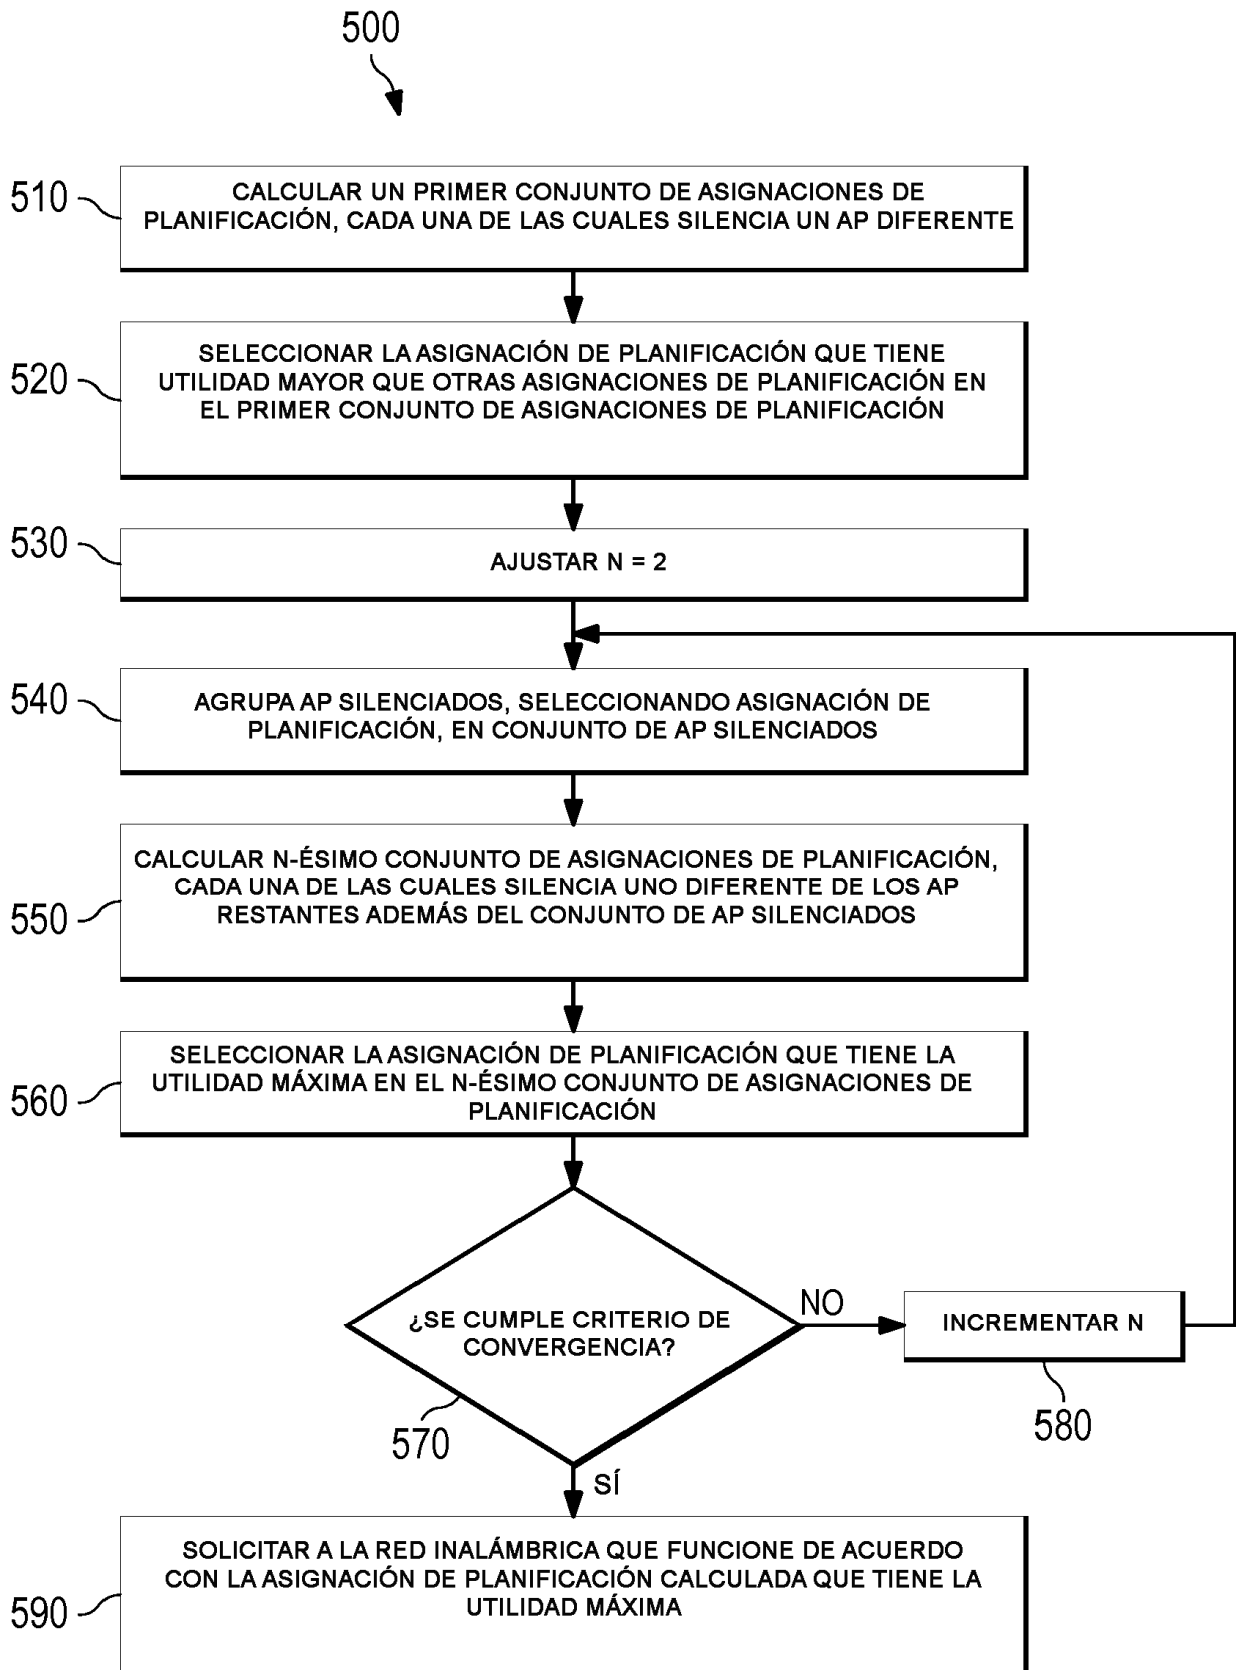 500
510
CALCULAR UN PRIMER CONJUNTO DE ASIGNACIONES DE
PLANIFICACIÓN, CADA UNA DE LAS CUALES SILENCIA UN AP DIFERENTE
520
SELECCIONAR LA ASIGNACIÓN DE PLANIFICACIÓN QUE TIENE
UTILIDAD MAYOR QUE OTRAS ASIGNACIONES DE PLANIFICACIÓN EN
EL PRIMER CONJUNTO DE ASIGNACIONES DE PLANIFICACIÓN
530
AJUSTAR N = 2
540
AGRUPA AP SILENCIADOS, SELECCIONANDO ASIGNACIÓN DE
PLANIFICACIÓN, EN CONJUNTO DE AP SILENCIADOS
550
CALCULAR N-ÉSIMO CONJUNTO DE ASIGNACIONES DE PLANIFICACIÓN,
CADA UNA DE LAS CUALES SILENCIA UNO DIFERENTE DE LOS AP
RESTANTES ADEMÁS DEL CONJUNTO DE AP SILENCIADOS
560
SELECCIONAR LA ASIGNACIÓN DE PLANIFICACIÓN QUE TIENE LA
UTILIDAD MÁXIMA EN EL N-ÉSIMO CONJUNTO DE ASIGNACIONES DE
PLANIFICACIÓN
¿SE CUMPLE CRITERIO DE
CONVERGENCIA?
570
NO
INCREMENTAR N
580
SÍ
590
SOLICITAR A LA RED INALÁMBRICA QUE FUNCIONE DE ACUERDO
CON LA ASIGNACIÓN DE PLANIFICACIÓN CALCULADA QUE TIENE LA
UTILIDAD MÁXIMA